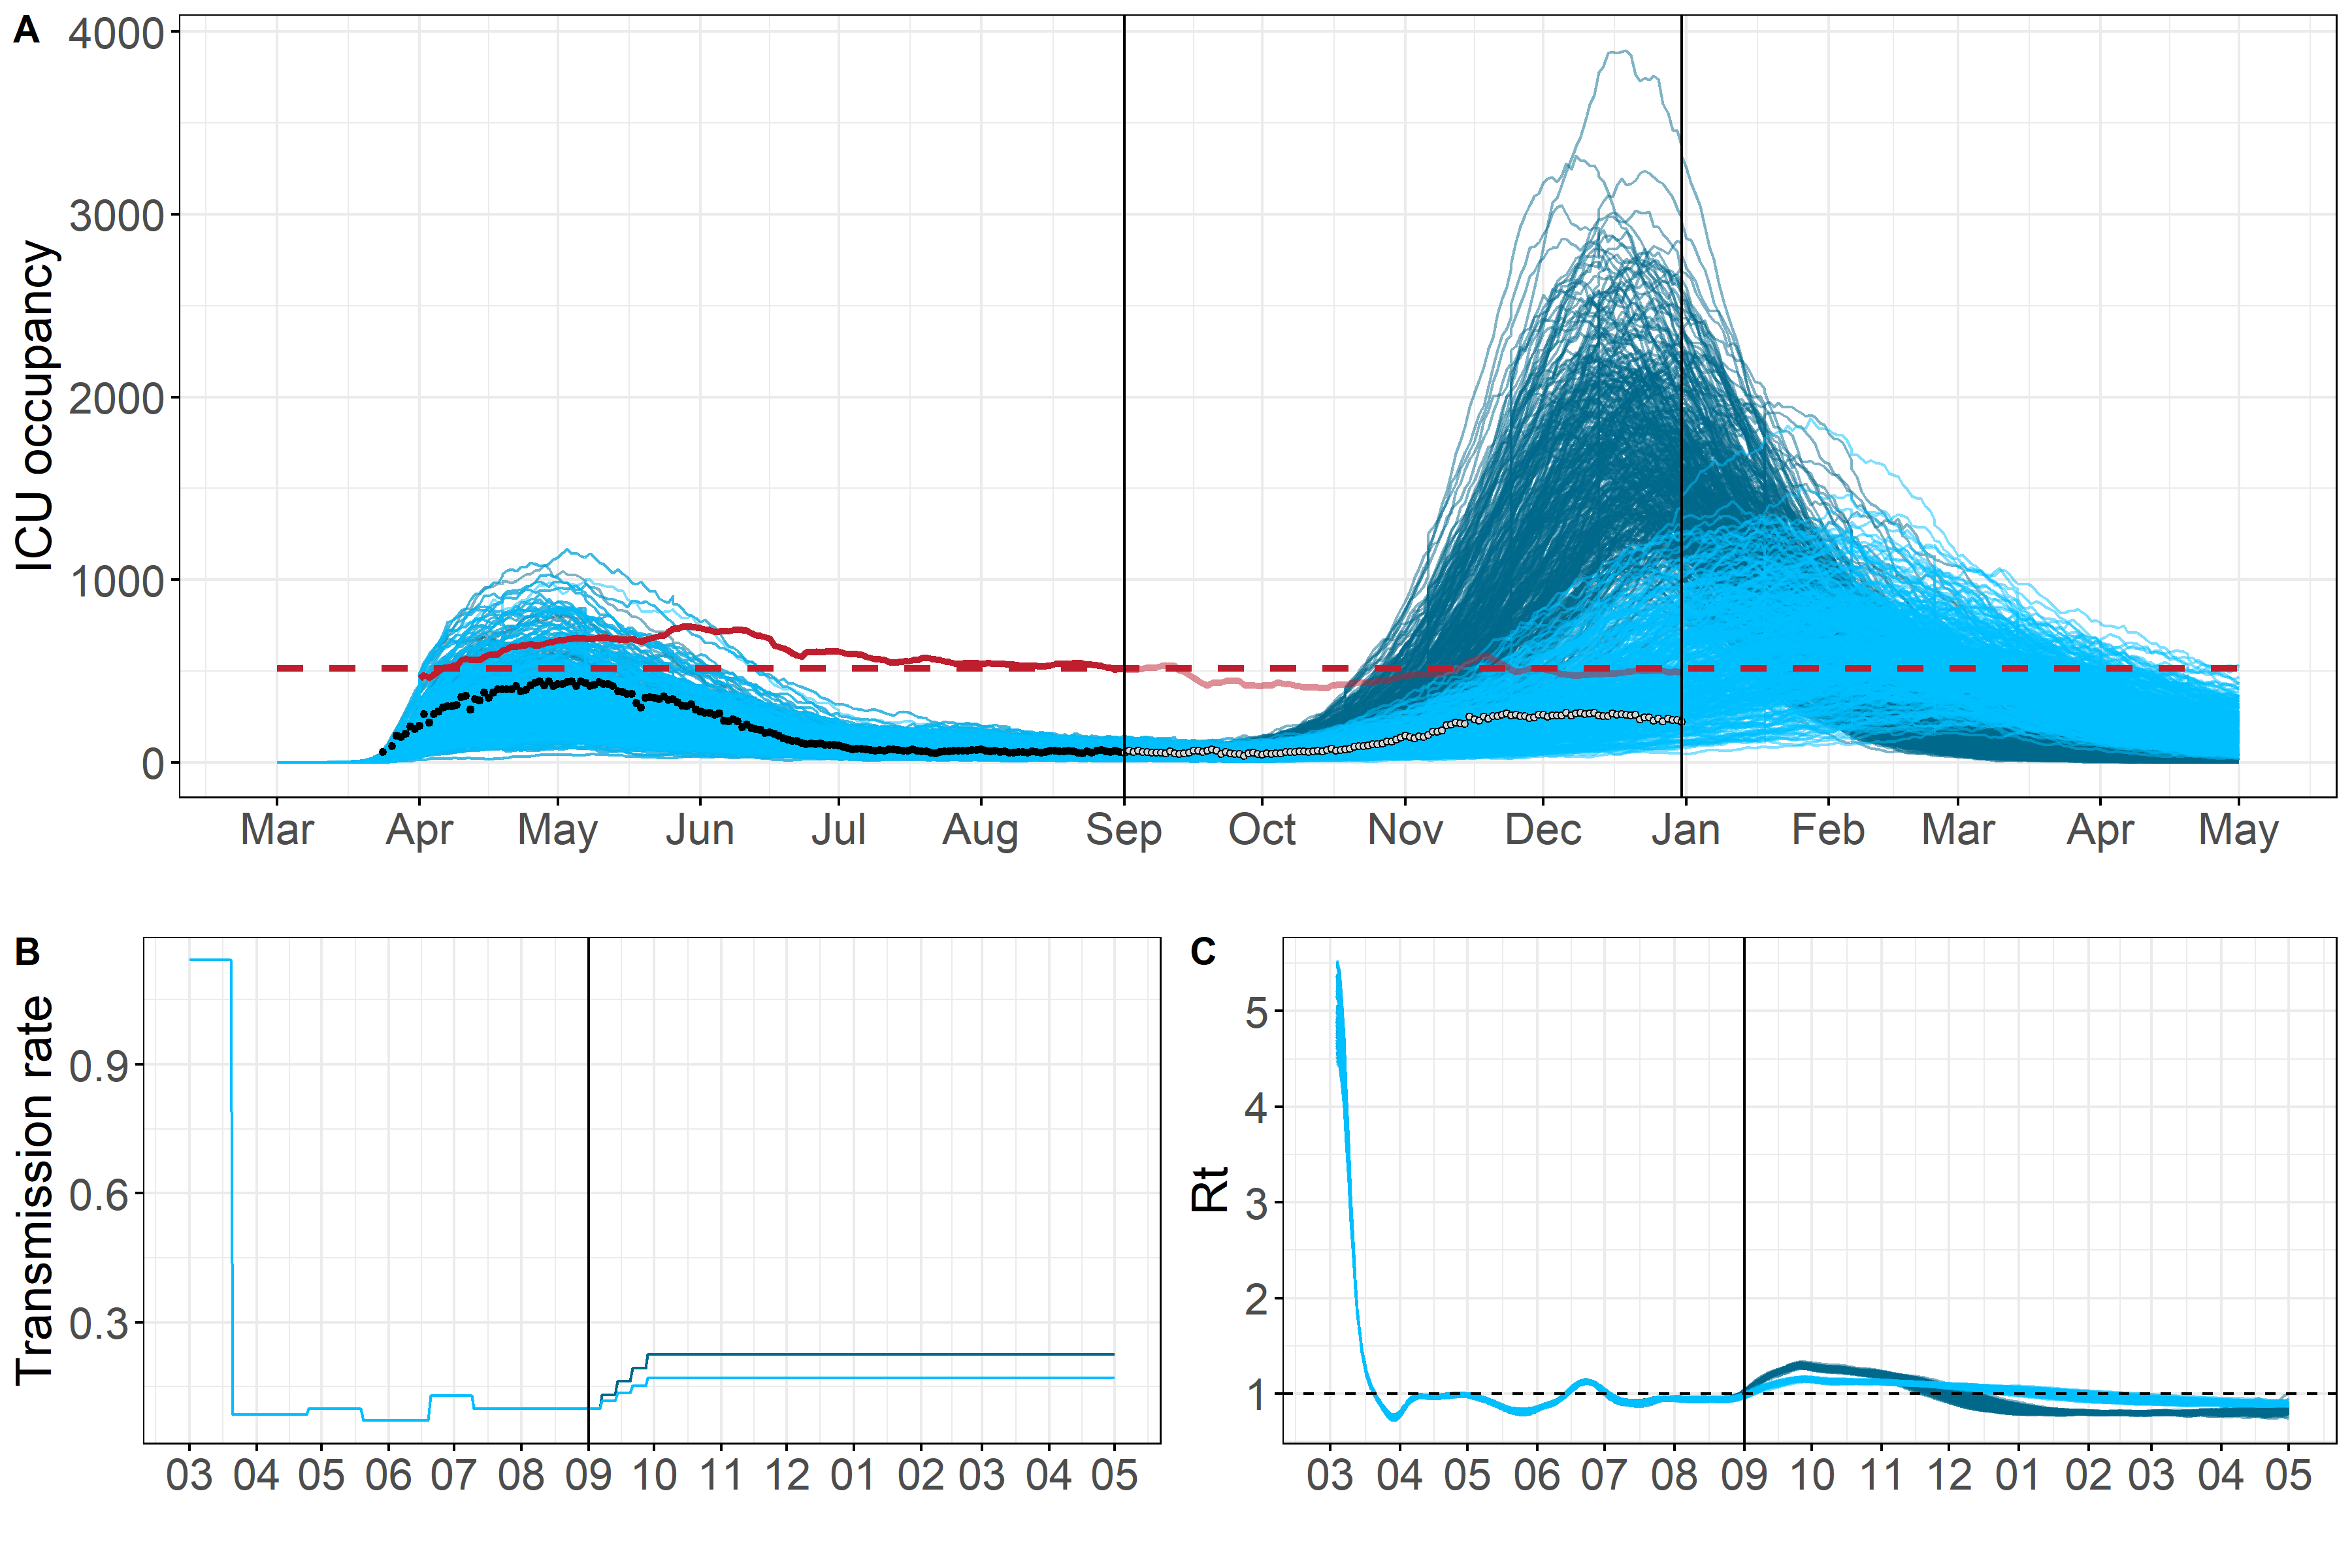 A
4000
3000
2000
1000
0
ICU occupancy
Mar Apr May Jun Jul Aug Sep Oct Nov Dec Jan Feb Mar Apr May
B
0.9
0.6
0.3
Transmission rate
03 04 05 06 07 08 09 10 11 12 01 02 03 04 05
C
5
4
3
2
1
Rt
03 04 05 06 07 08 09 10 11 12 01 02 03 04 05